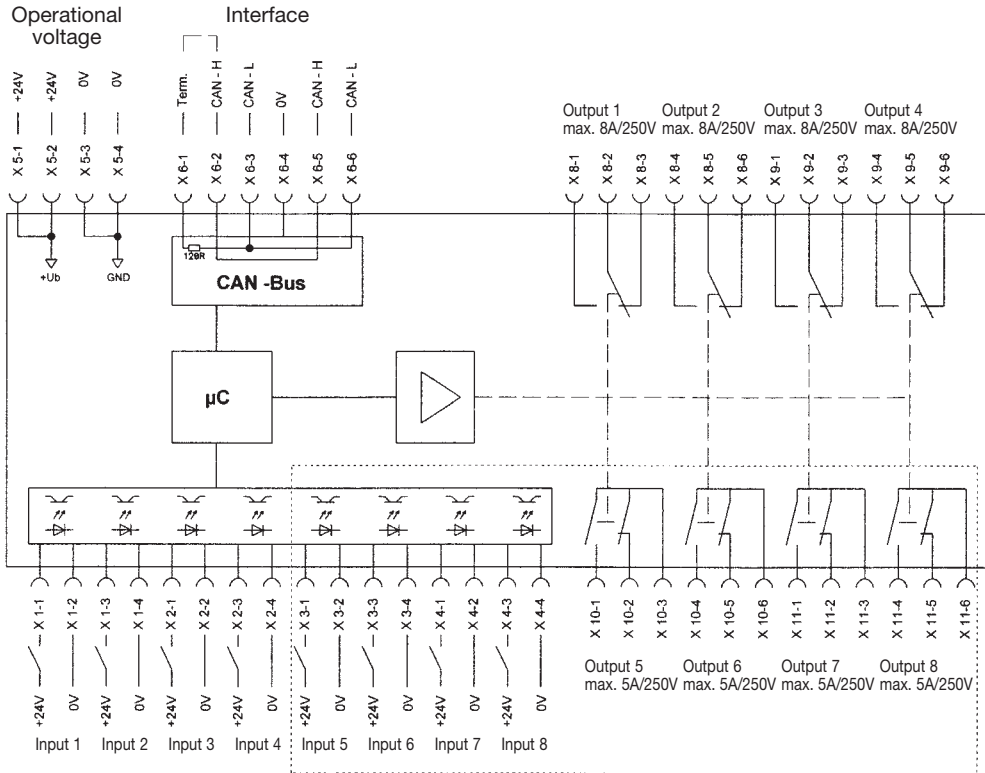 Operational
voltage
Interface
+24V
+24V
0V
0V
Term.
CAN - H
CAN - L
0V
CAN - H
CAN - L
X 5-1
X 5-2
X 5-3
X 5-4
X 6-1
X 6-2
X 6-3
X 6-4
X 6-5
X 6-6
Output 1
max. 8A/250V
Output 2
max. 8A/250V
Output 3
max. 8A/250V
Output 4
max. 8A/250V
X 8-1
X 8-2
X 8-3
X 8-4
X 8-5
X 8-6
X 9-1
X 9-2
X 9-3
X 9-4
X 9-5
X 9-6
+Ub
GND
120R
CAN -Bus
µC
X 1-1
X 1-2
X 1-3
X 1-4
X 2-1
X 2-2
X 2-3
X 2-4
X 3-1
X 3-2
X 3-3
X 3-4
X 4-1
X 4-2
X 4-3
X 4-4
X 10-1
X 10-2
X 10-3
X 10-4
X 10-5
X 10-6
X 11-1
X 11-2
X 11-3
X 11-4
X 11-5
X 11-6
Output 5
max. 5A/250V
Output 6
max. 5A/250V
Output 7
max. 5A/250V
Output 8
max. 5A/250V
+24V
0V
+24V
0V
+24V
0V
+24V
0V
+24V
0V
+24V
0V
+24V
0V
+24V
0V
Input 1
Input 2
Input 3
Input 4
Input 5
Input 6
Input 7
Input 8